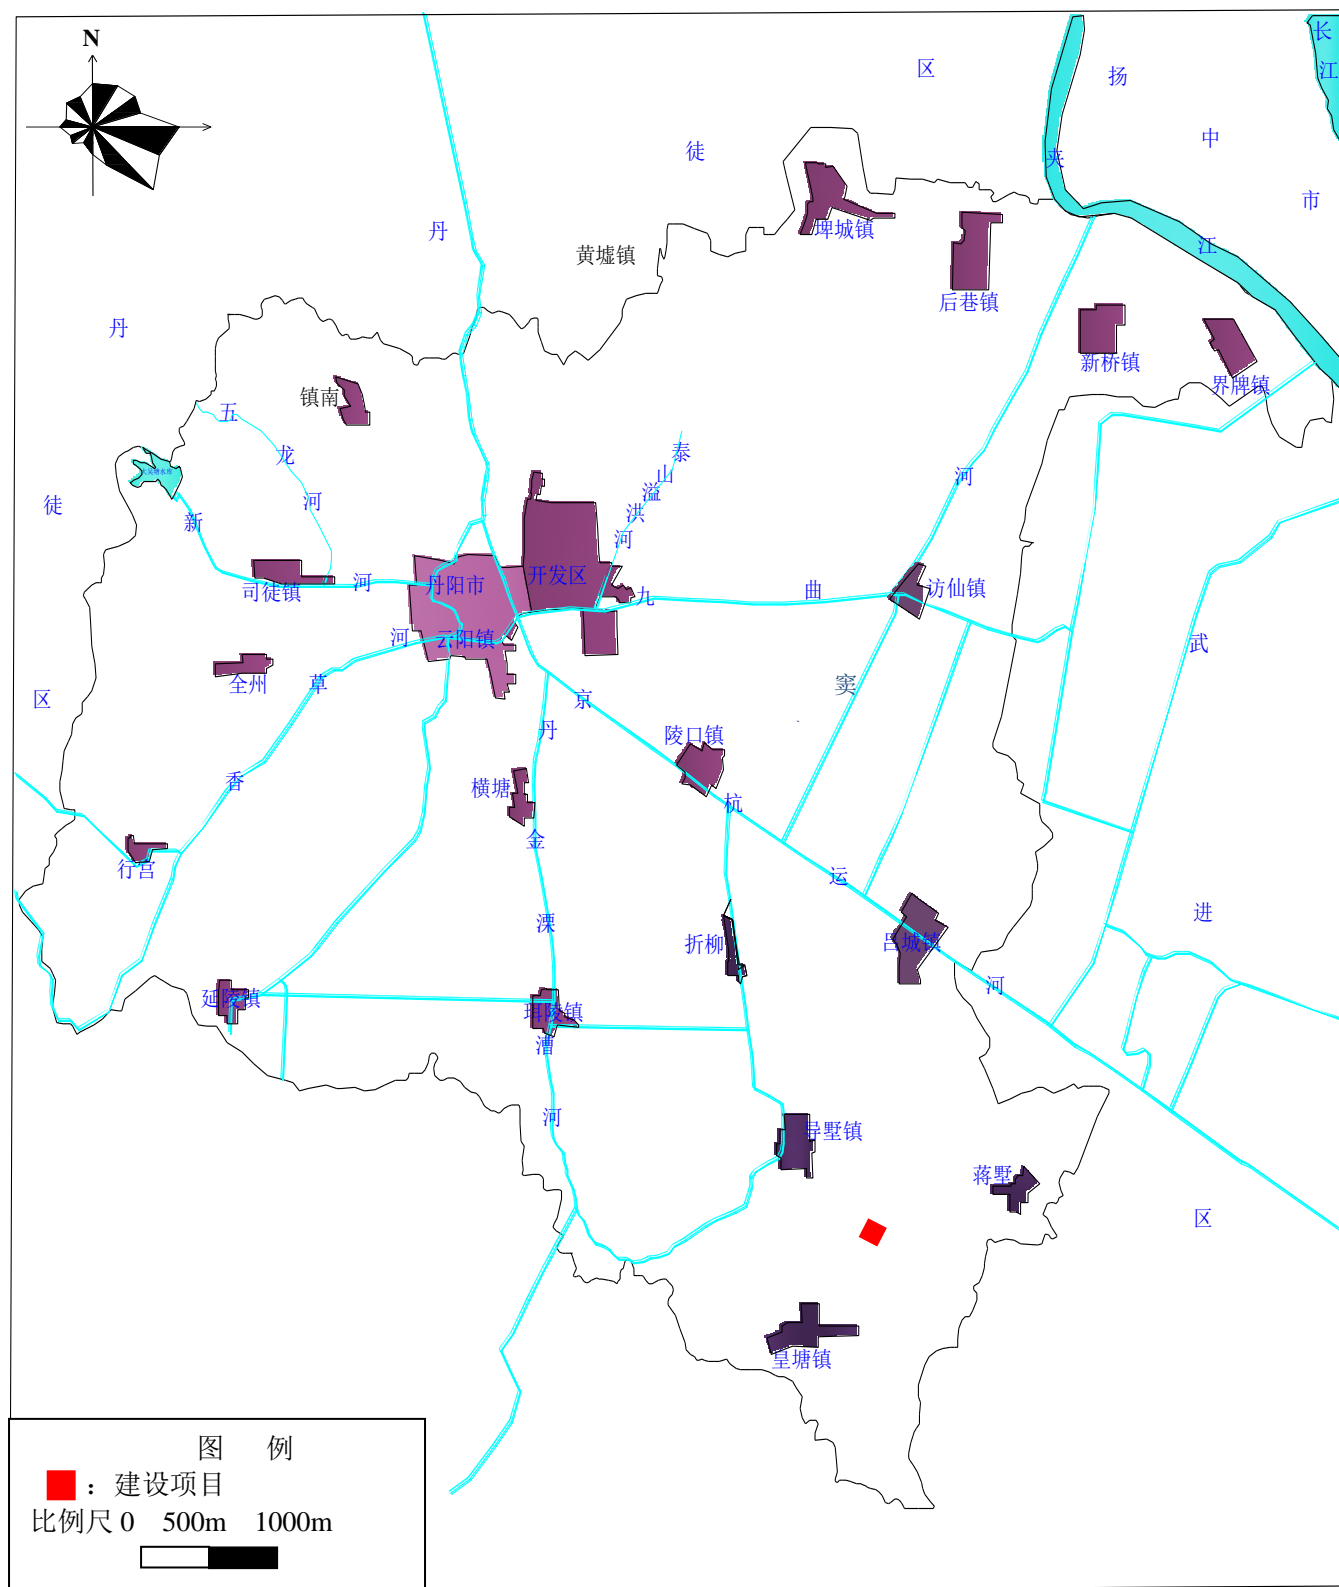 N
长
江
区
扬
中
市
徒
夹
江
丹
埤城镇
黄墟镇
后巷镇
丹
新桥镇
界牌镇
镇南
五
龙
河
泰
山
溢
洪
河
河
徒
新
河
司徒镇
丹阳市
开发区
九
曲
访仙镇
河
云阳镇
武
全州
草
区
京
窦
丹
陵口镇
香
横塘
杭
金
行宫
运
溧
折柳
吕城镇
进
河
延陵镇
珥陵镇
漕
河
导墅镇
蒋墅
区
皇塘镇
图 例
：建设项目
比例尺 0 500m 1000m